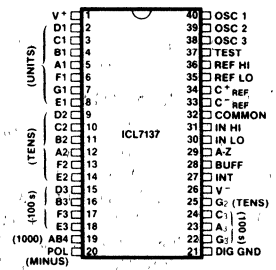 V+ 1 40 OSC 1
D1 2 39 OSC 2
C1 3 38 OSC 3
B1 4 37 TEST
(UNITS) A1 5 36 REF HI
F1 6 35 REF LO
G1 7 34 C+ REF
E1 8 33 C− REF
D2 9 32 COMMON
C2 10 31 IN HI
ICL7137
B2 11 30 IN LO
(TENS) A2 12 29 A-Z
F2 13 28 BUFF
E2 14 27 INT
D3 15 26 V−
(100s) B3 16 25 G2 (TENS)
F3 17 24 C3
E3 18 23 A3 (100s)
(1000) AB4 19 22 G3
POL 20 21 DIG GND
(MINUS)